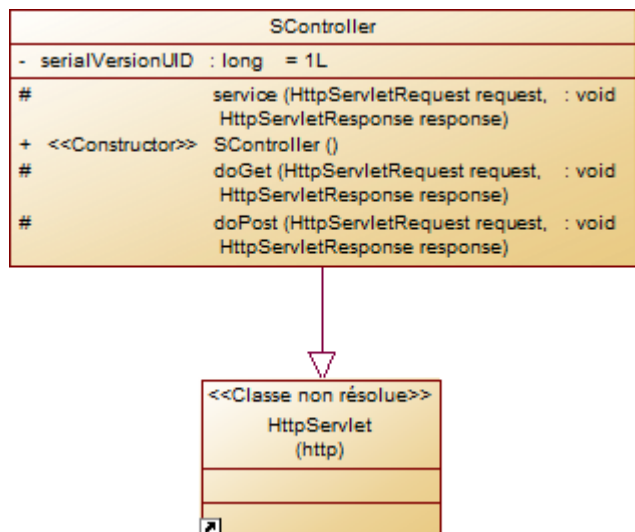 SController
- serialVersionUID : long = 1L
# service (HttpServletRequest request, : void
HttpServletResponse response)
+ <<Constructor>> SController ()
# doGet (HttpServletRequest request, : void
HttpServletResponse response)
# doPost (HttpServletRequest request, : void
HttpServletResponse response)
<<Classe non résolue>>
HttpServlet
(http)